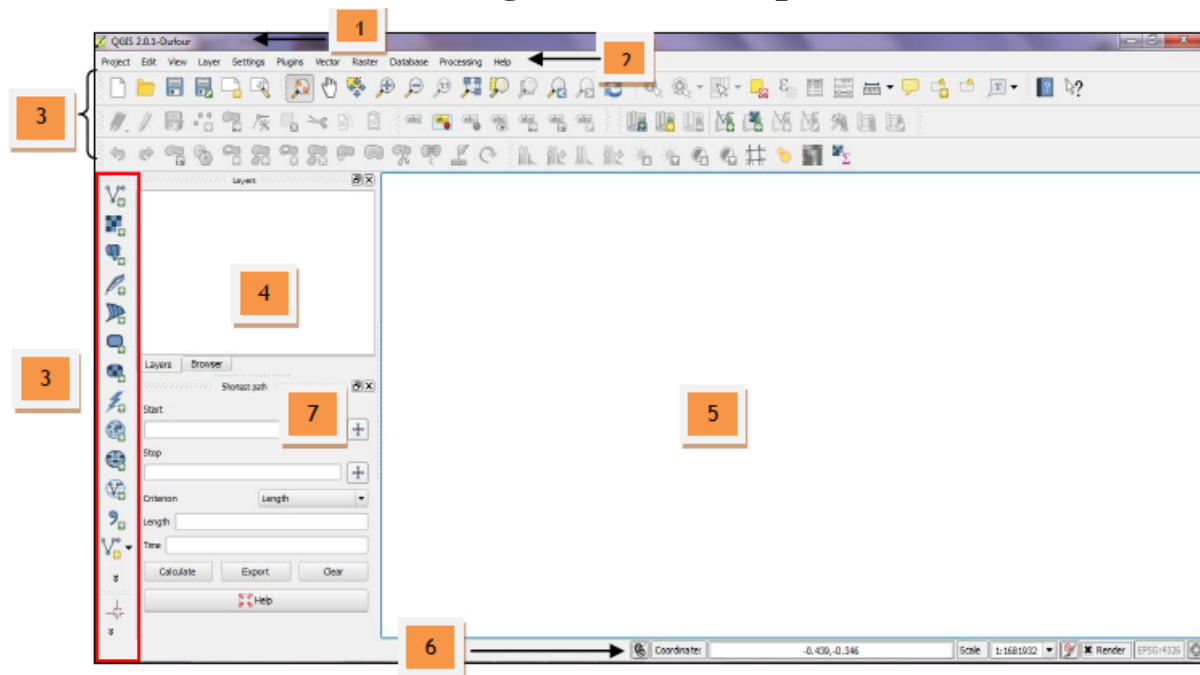 1
QGIS 2.0.1-Dufour
Project Edit View Layer Settings Plugins Vector Raster Database Processing Help
2
3
Layers
4
Layers Browser
3
Shortest path
7
Start
5
Stop
Criterion Length
Length
Time
Calculate Export Clear
Help
6
Coordinate: -0.439,-0.346 Scale 1:1681932 Render EPSG:4326